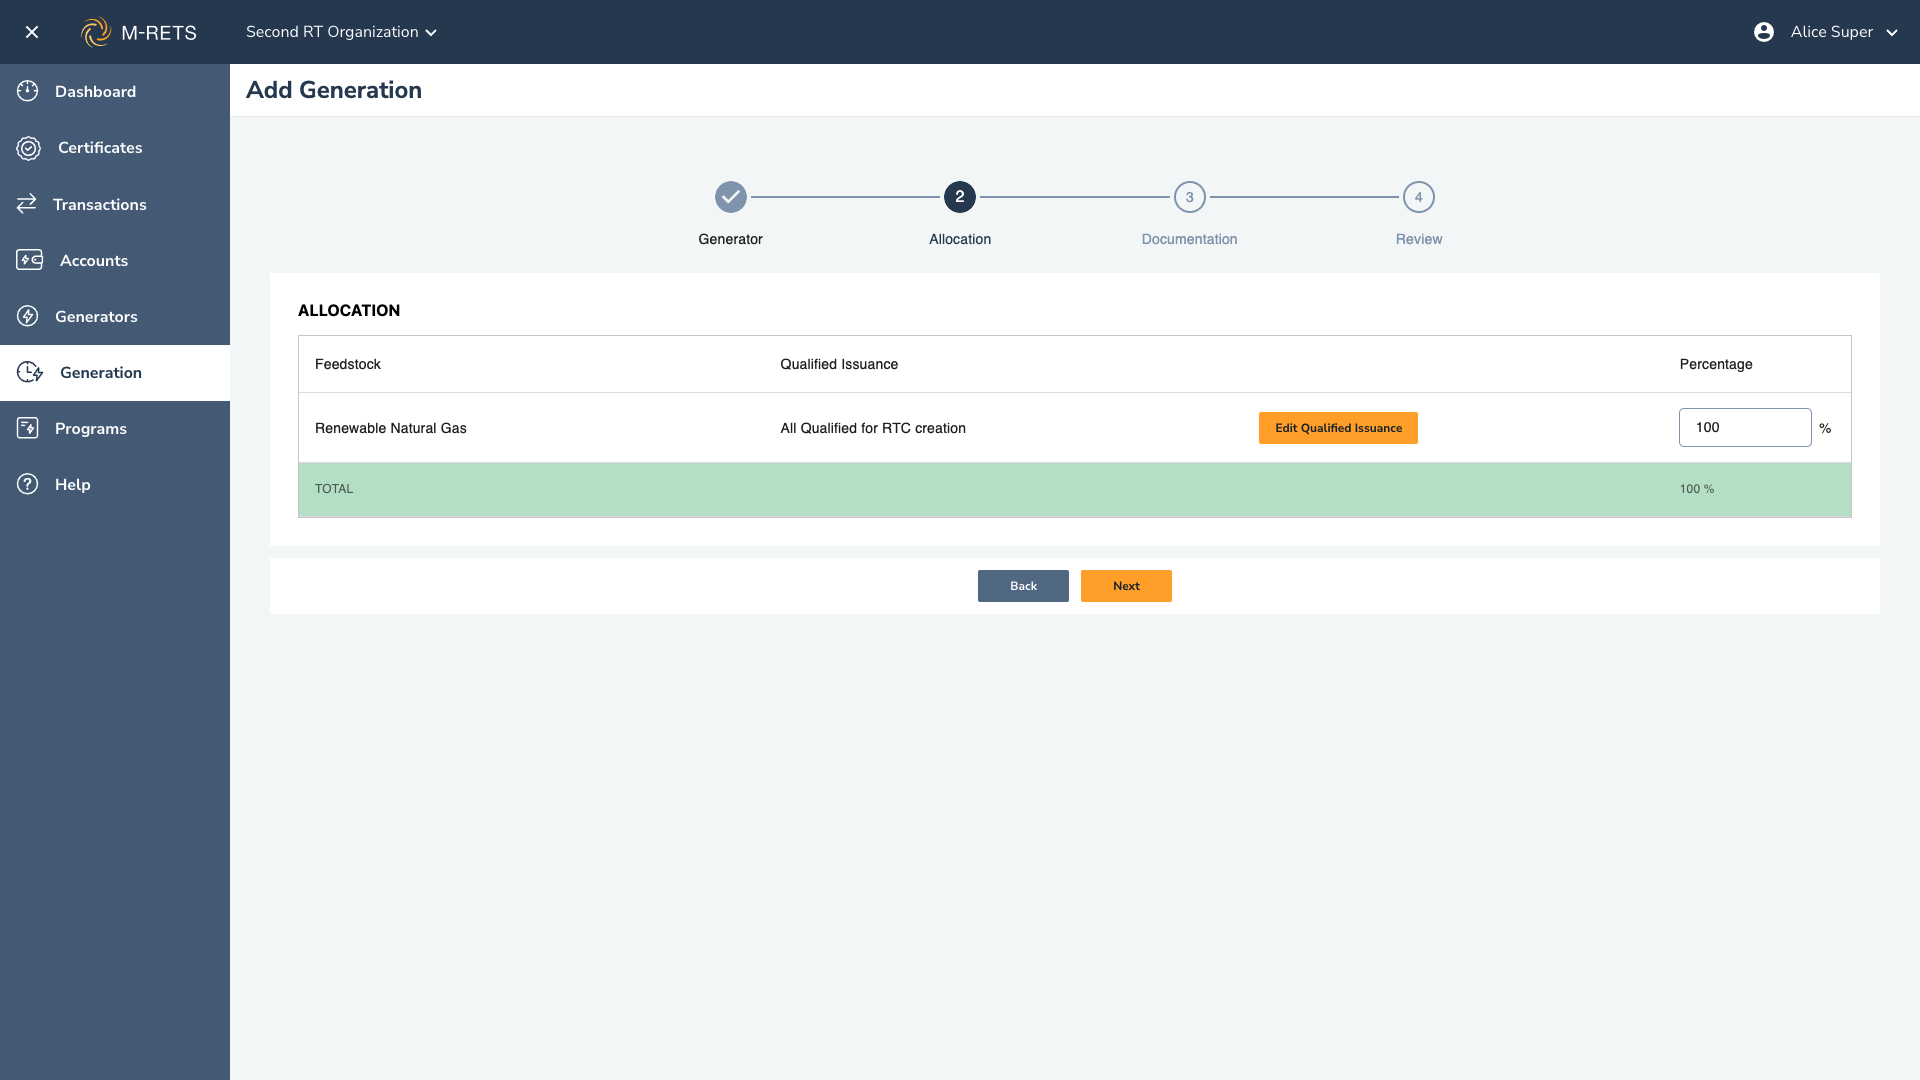 M-RETS
Second RT Organization
Alice Super
Dashboard
Certificates
Transactions
Accounts
Generators
Generation
Programs
Help
Add Generation
2
3
4
Generator
Allocation
Documentation
Review
ALLOCATION
Feedstock
Qualified Issuance
Percentage
Renewable Natural Gas
All Qualified for RTC creation
Edit Qualified Issuance
100 %
TOTAL
100 %
Back
Next